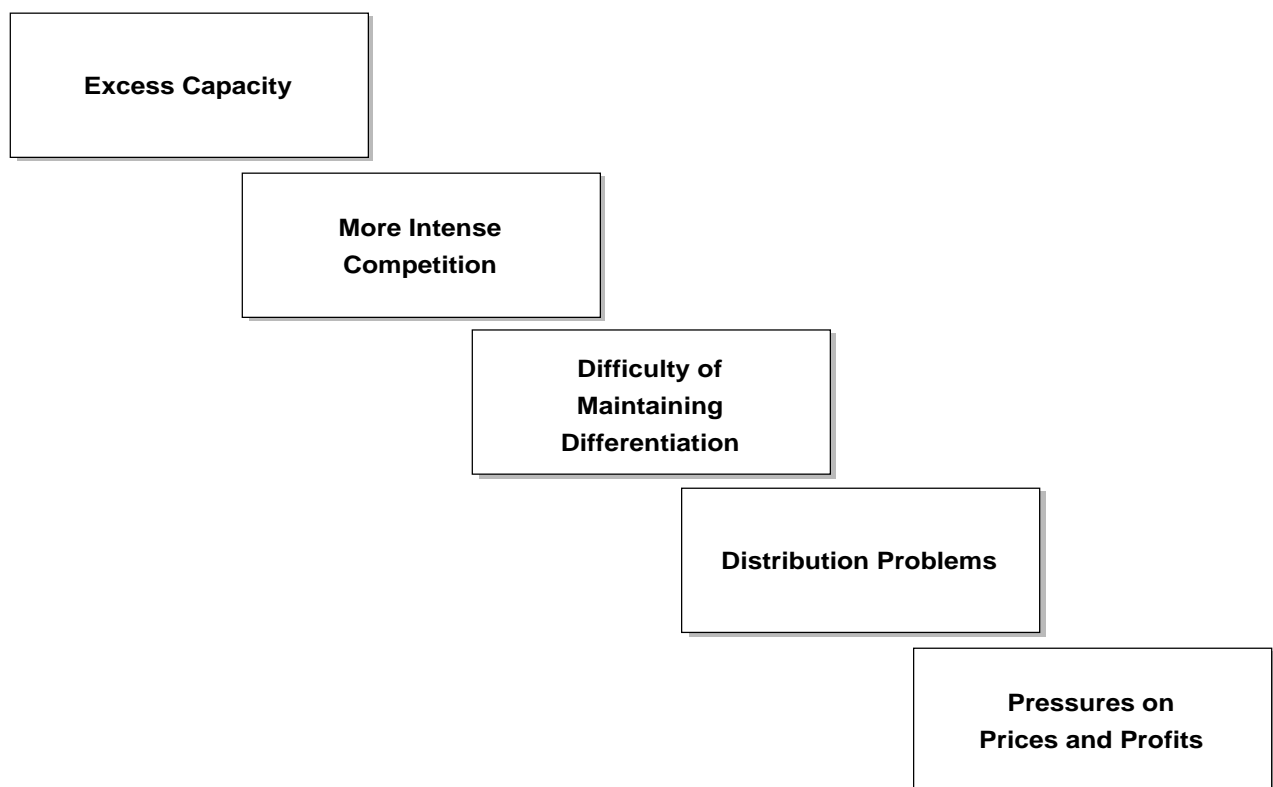 Excess Capacity
More Intense
Competition
Difficulty of
Maintaining
Differentiation
Distribution Problems
Pressures on
Prices and Profits